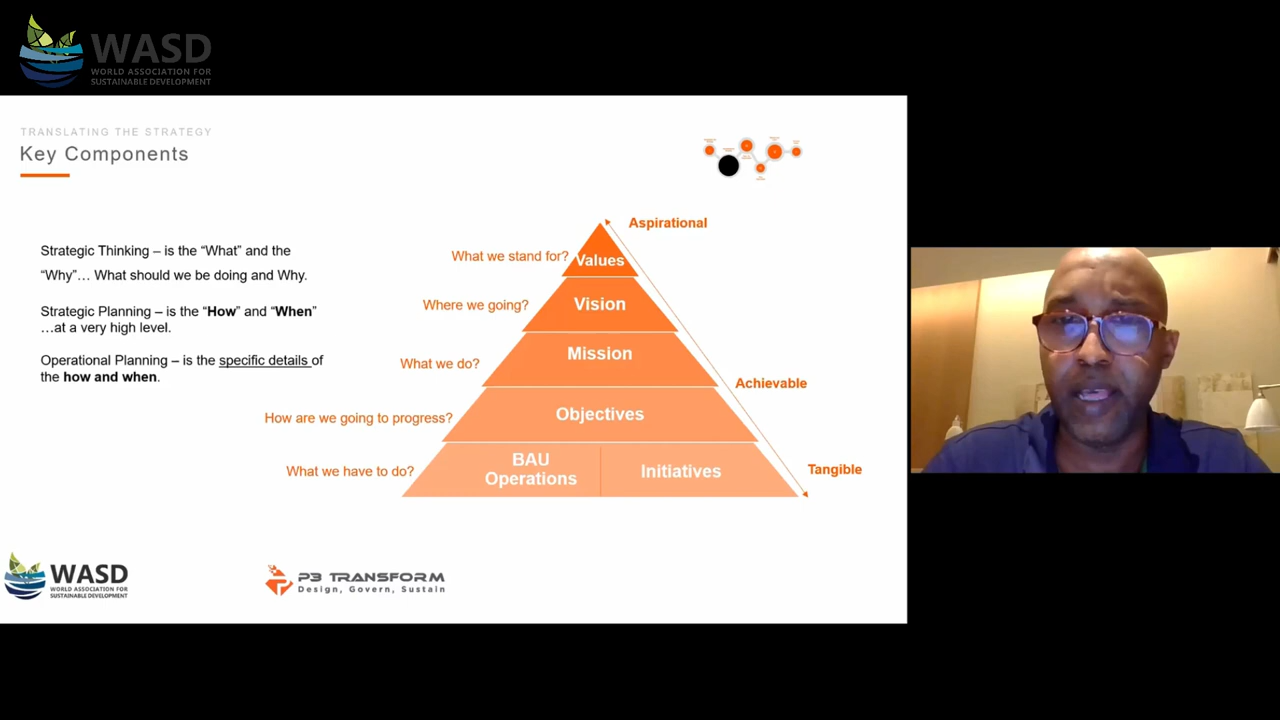 WASD
WORLD ASSOCIATION FOR
SUSTAINABLE DEVELOPMENT
TRANSLATING THE STRATEGY
Key Components
Strategic Thinking – is the “What” and the
“Why”… What should we be doing and Why.
Strategic Planning – is the “How” and “When”
…at a very high level.
Operational Planning – is the specific details of
the how and when.
Aspirational
What we stand for?
Values
Where we going?
Vision
What we do?
Mission
Achievable
How are we going to progress?
Objectives
What we have to do?
BAU
Operations
Initiatives
Tangible
WASD
WORLD ASSOCIATION FOR
SUSTAINABLE DEVELOPMENT
P3 TRANSFORM
Design, Govern, Sustain